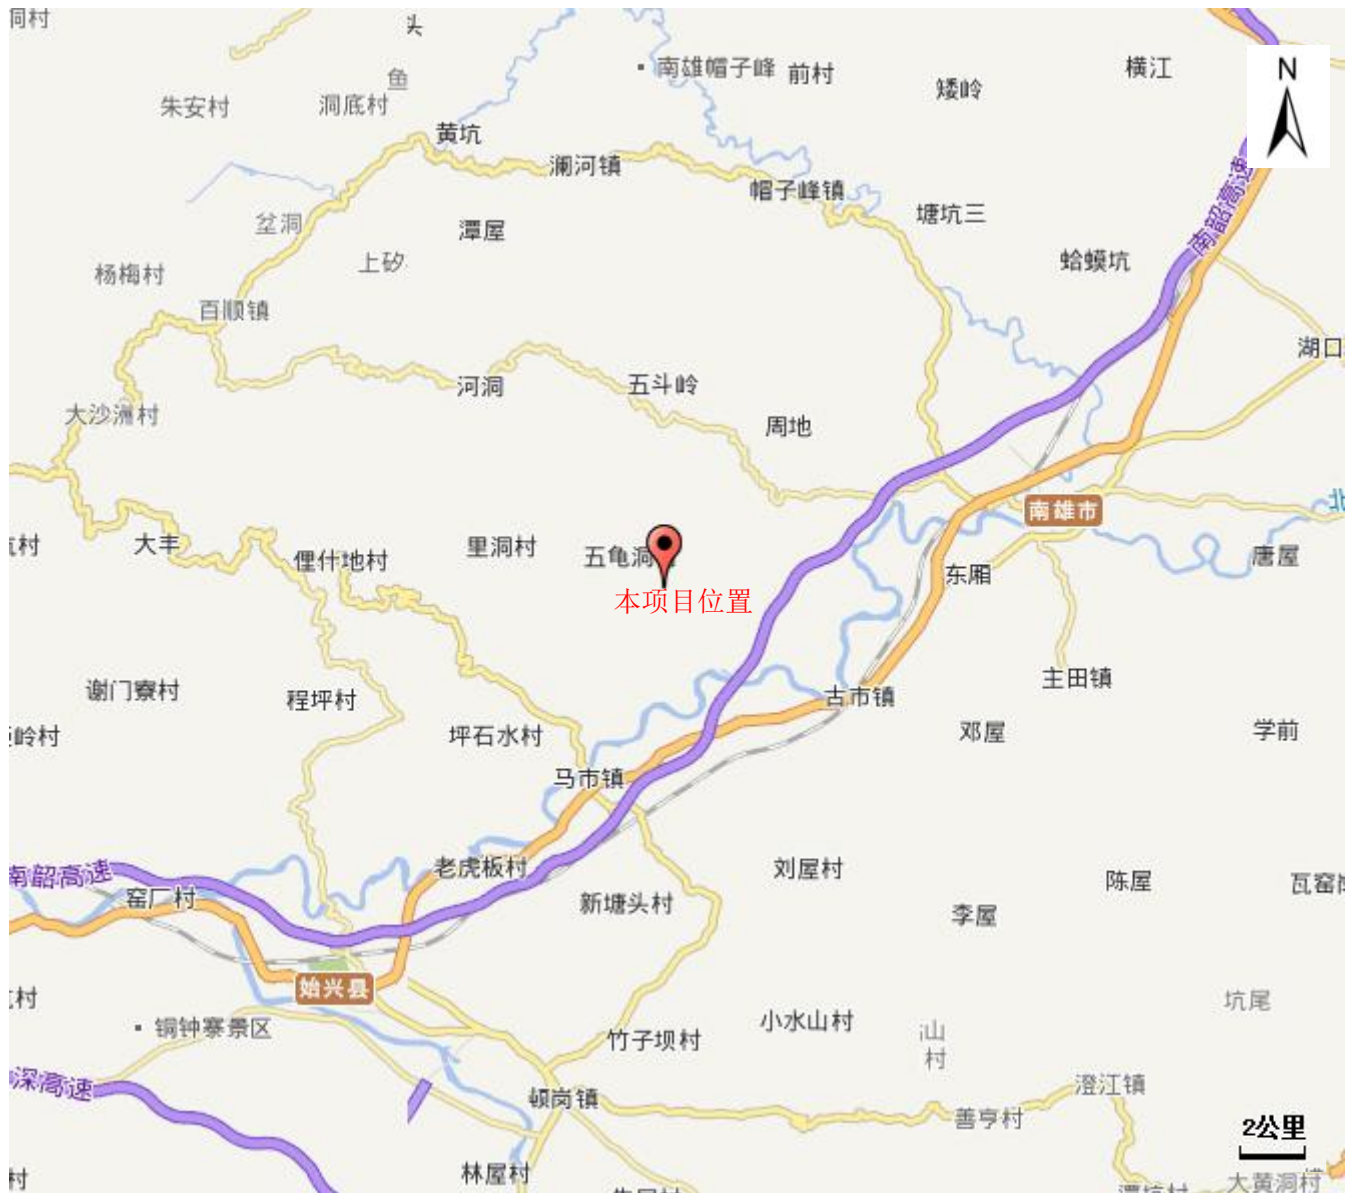 洞村
头
南雄帽子峰
前村
横江
N
鱼
矮岭
朱安村
洞底村
黄坑
澜河镇
帽子峰镇
南韶高速
塘坑三
岔洞
潭屋
上矽
蛤蟆坑
杨梅村
百顺镇
湖口
河洞
五斗岭
大沙洲村
周地
北
南雄市
村
大丰
里洞村
五龟洞
俚什地村
唐屋
东厢
本项目位置
主田镇
谢门寮村
程坪村
古市镇
岭村
坪石水村
邓屋
学前
马市镇
南韶高速
老虎板村
刘屋村
陈屋
瓦窑
窑厂村
新塘头村
李屋
始兴县
村
坑尾
铜钟寨景区
竹子坝村
小水山村
山
村
深高速
顿岗镇
澄江镇
善亨村
2公里
村
林屋村
大黄洞村